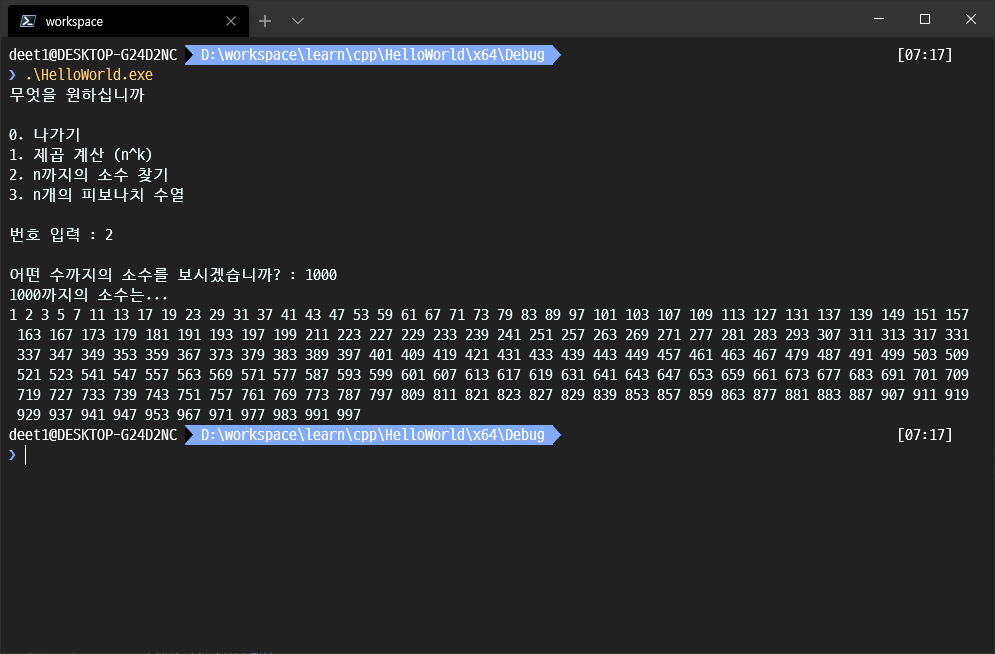 workspace
deet1@DESKTOP-G24D2NC D:\workspace\learn\cpp\HelloWorld\x64\Debug [07:17]
❯ .\HelloWorld.exe
무엇을 원하십니까
0. 나가기
1. 제곱 계산 (n^k)
2. n까지의 소수 찾기
3. n개의 피보나치 수열
번호 입력 : 2
어떤 수까지의 소수를 보시겠습니까? : 1000
1000까지의 소수는...
1 2 3 5 7 11 13 17 19 23 29 31 37 41 43 47 53 59 61 67 71 73 79 83 89 97 101 103 107 109 113 127 131 137 139 149 151 157
163 167 173 179 181 191 193 197 199 211 223 227 229 233 239 241 251 257 263 269 271 277 281 283 293 307 311 313 317 331
337 347 349 353 359 367 373 379 383 389 397 401 409 419 421 431 433 439 443 449 457 461 463 467 479 487 491 499 503 509
521 523 541 547 557 563 569 571 577 587 593 599 601 607 613 617 619 631 641 643 647 653 659 661 673 677 683 691 701 709
719 727 733 739 743 751 757 761 769 773 787 797 809 811 821 823 827 829 839 853 857 859 863 877 881 883 887 907 911 919
929 937 941 947 953 967 971 977 983 991 997
deet1@DESKTOP-G24D2NC D:\workspace\learn\cpp\HelloWorld\x64\Debug [07:17]
❯